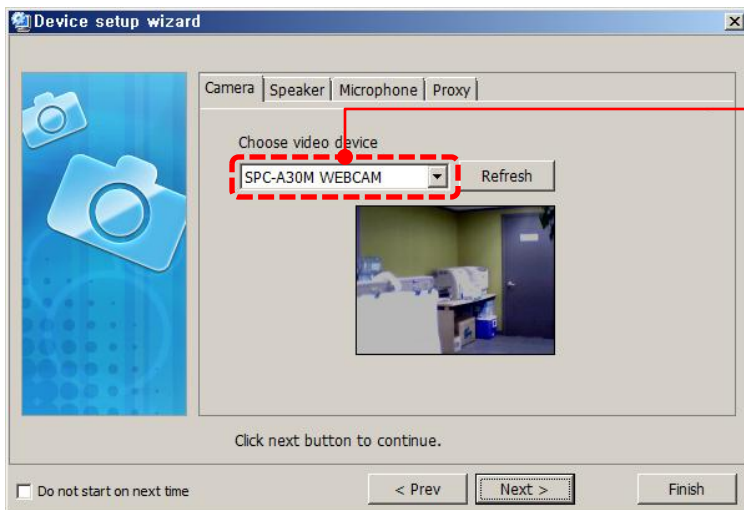 Device setup wizard
Camera Speaker Microphone Proxy
Choose video device
SPC-A30M WEBCAM Refresh
Click next button to continue.
Do not start on next time < Prev Next > Finish